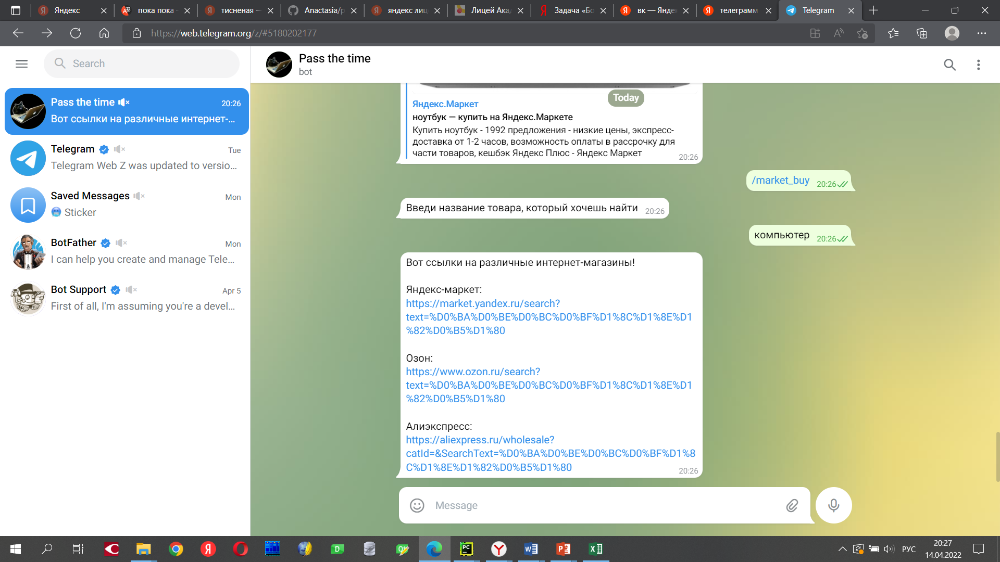 Яндекс
пока пока -
тисненая —
Anactasia/p
яндекс лиц
Лицей Ака
Задача «Бо
вк — Янде
телеграмм
Telegram
https://web.telegram.org/z/#5180202177
Search
Pass the time
bot
Pass the time
20:26
Вот ссылки на различные интернет-...
Telegram
Tue
Telegram Web Z was updated to versio...
Saved Messages
Mon
Sticker
BotFather
Mon
I can help you create and manage Tele...
Bot Support
Apr 5
First of all, I'm assuming you're a devel...
Today
Яндекс.Маркет
ноутбук — купить на Яндекс.Маркете
Купить ноутбук - 1992 предложения - низкие цены, экспресс-
доставка от 1-2 часов, возможность оплаты в рассрочку для
части товаров, кешбэк Яндекс Плюс - Яндекс Маркет
20:26
/market_buy 20:26
Введи название товара, который хочешь найти 20:26
компьютер 20:26
Вот ссылки на различные интернет-магазины!
Яндекс-маркет:
https://market.yandex.ru/search?
text=%D0%BA%D0%BE%D0%BC%D0%BF%D1%8C%D1%8E%D1
%82%D0%B5%D1%80
Озон:
https://www.ozon.ru/search?
text=%D0%BA%D0%BE%D0%BC%D0%BF%D1%8C%D1%8E%D1
%82%D0%B5%D1%80
Алиэкспресс:
https://aliexpress.ru/wholesale?
catId=&SearchText=%D0%BA%D0%BE%D0%BC%D0%BF%D1%8
C%D1%8E%D1%82%D0%B5%D1%80
20:26
Message
РУС
20:27
14.04.2022